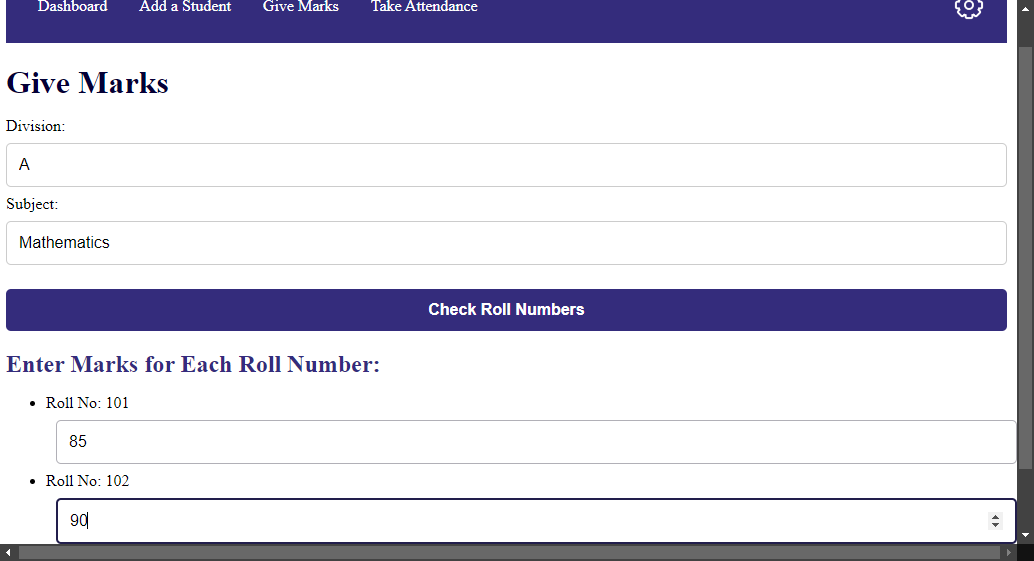 Dashboard Add a Student Give Marks Take Attendance
Give Marks
Division:
A
Subject:
Mathematics
Check Roll Numbers
Enter Marks for Each Roll Number:
Roll No: 101
85
Roll No: 102
90